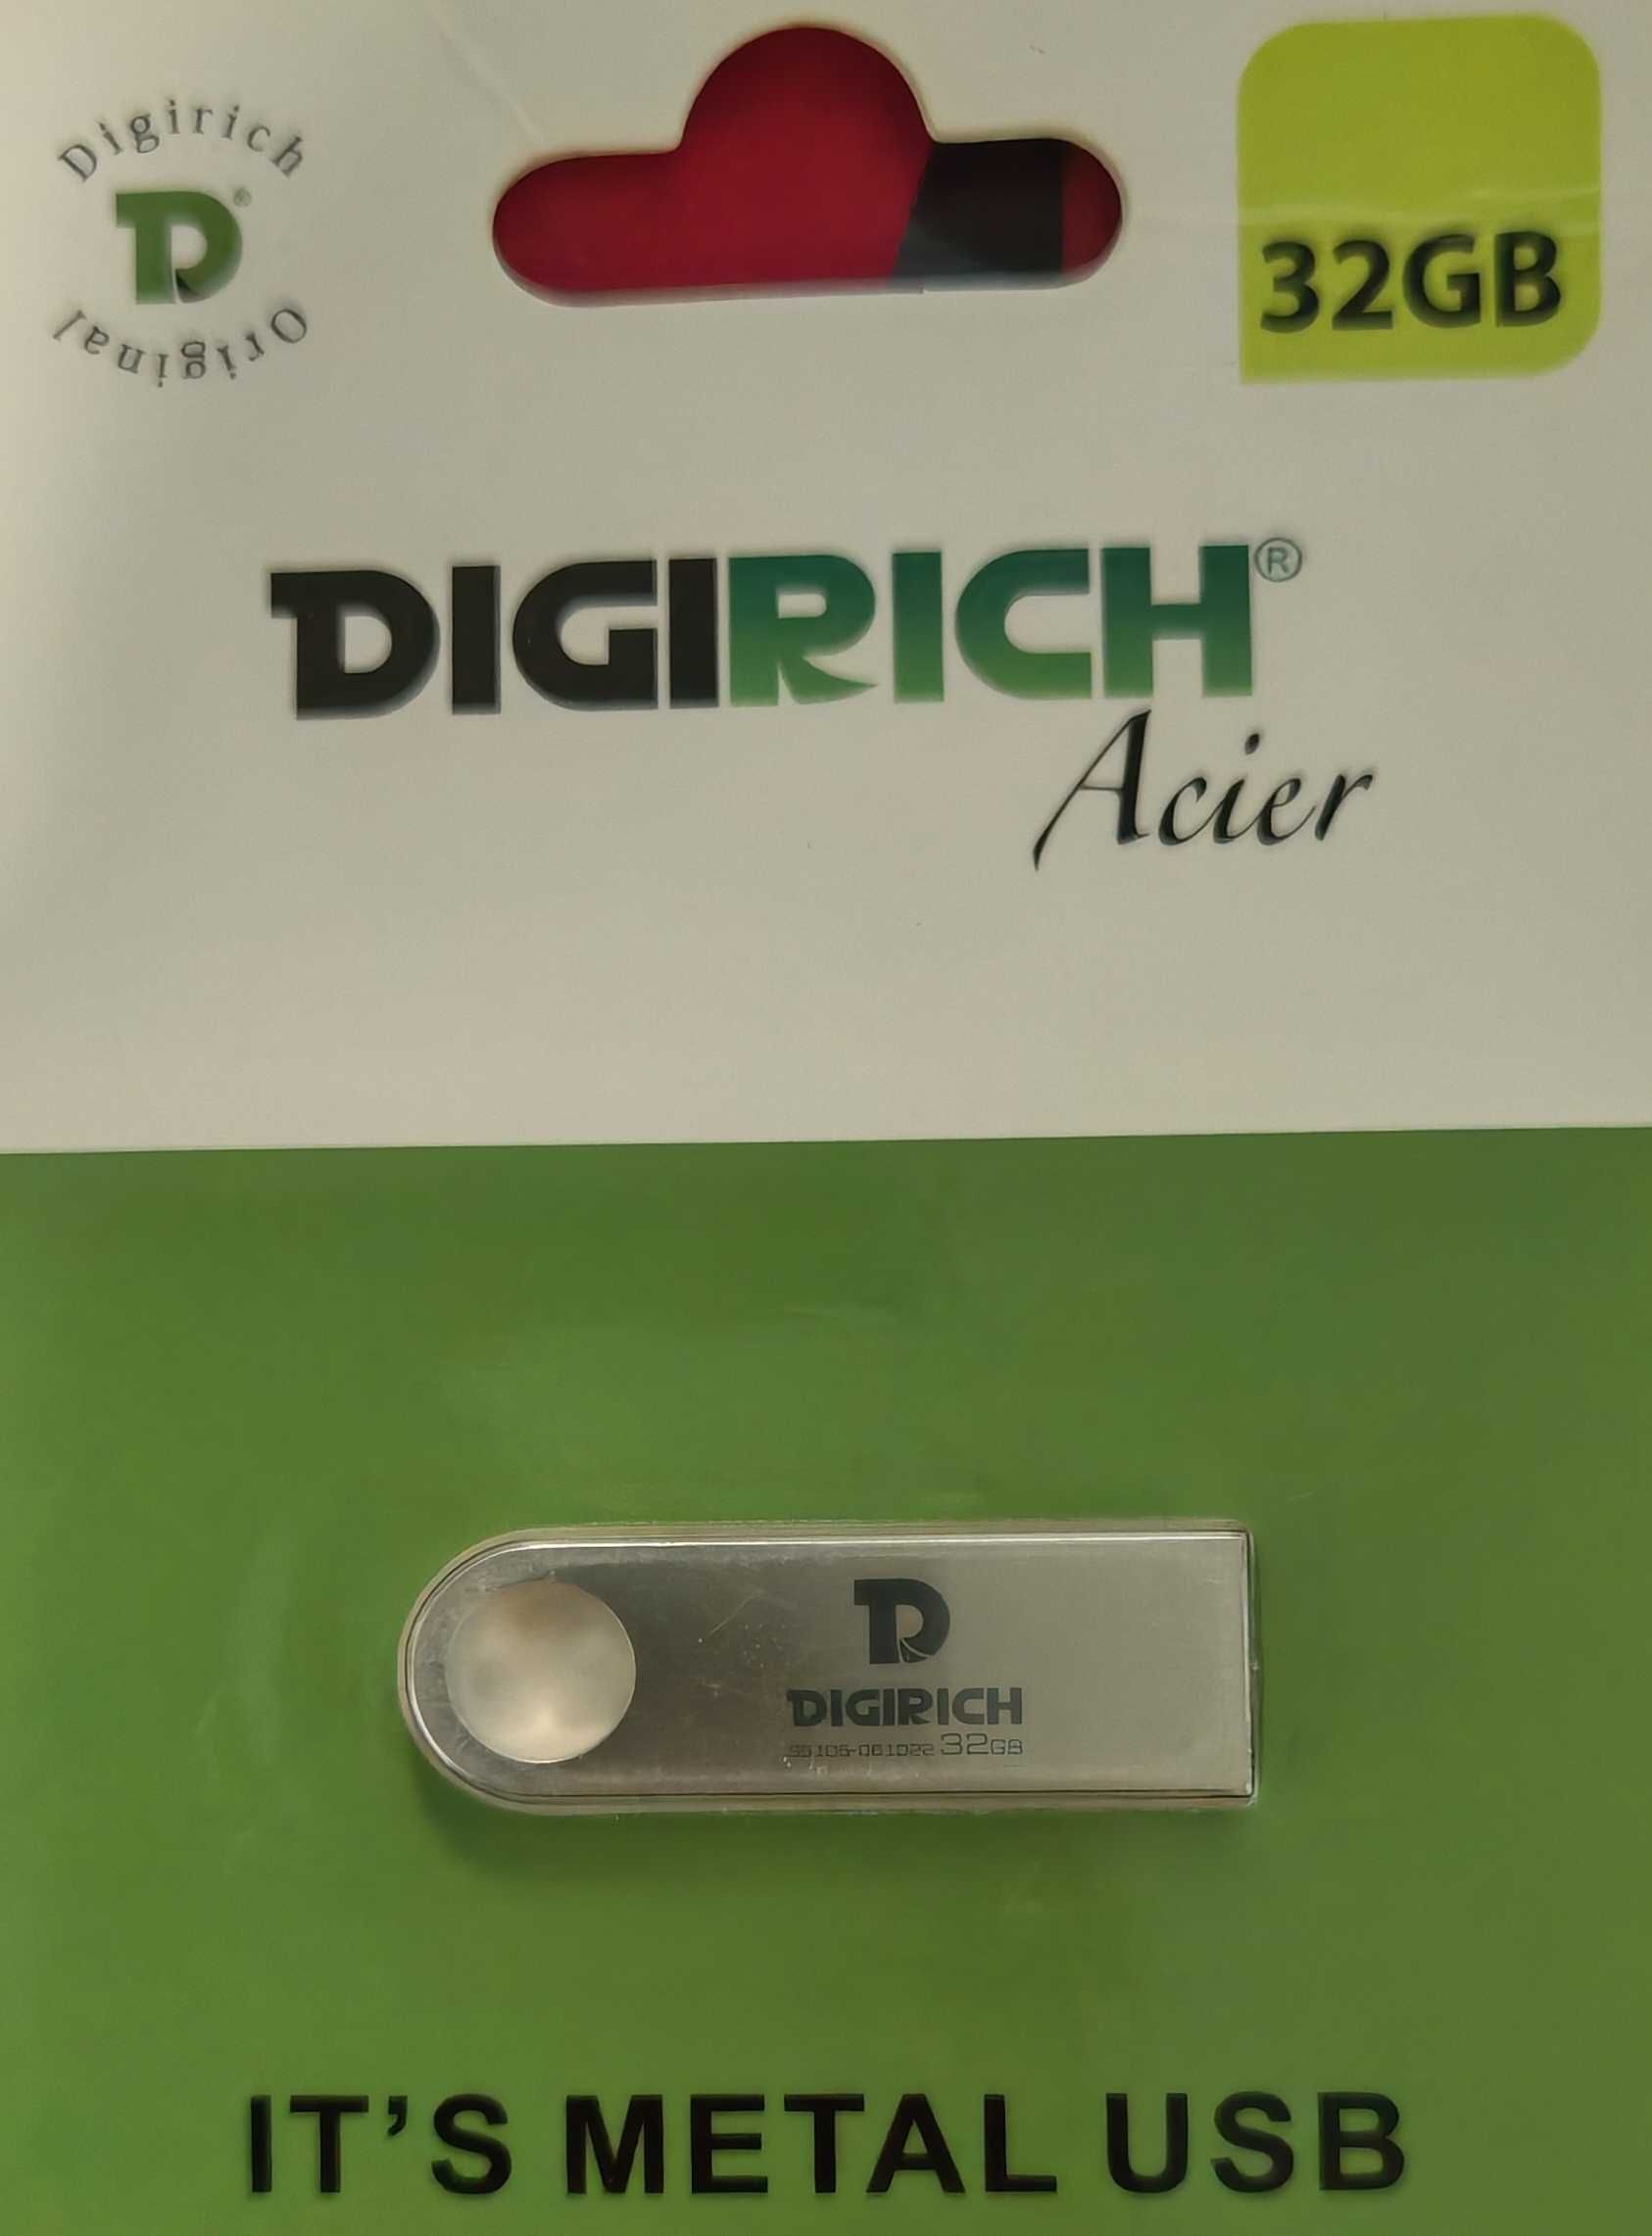 Digirich
D®
Original
32GB
DIGIRICH®
Acier
D
DIGIRICH
32GB
IT'S METAL USB